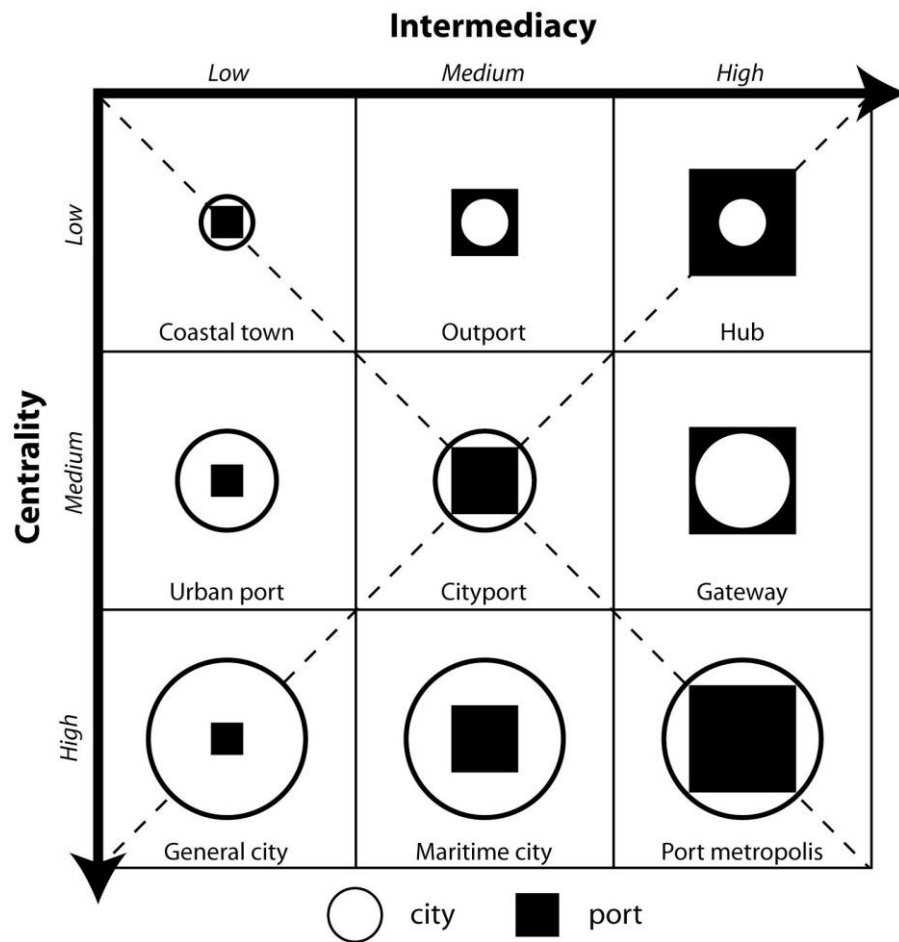 Intermediacy
Low Medium High
Centrality
Low
Coastal town Outport Hub
Medium
Urban port Cityport Gateway
High
General city Maritime city Port metropolis
city port